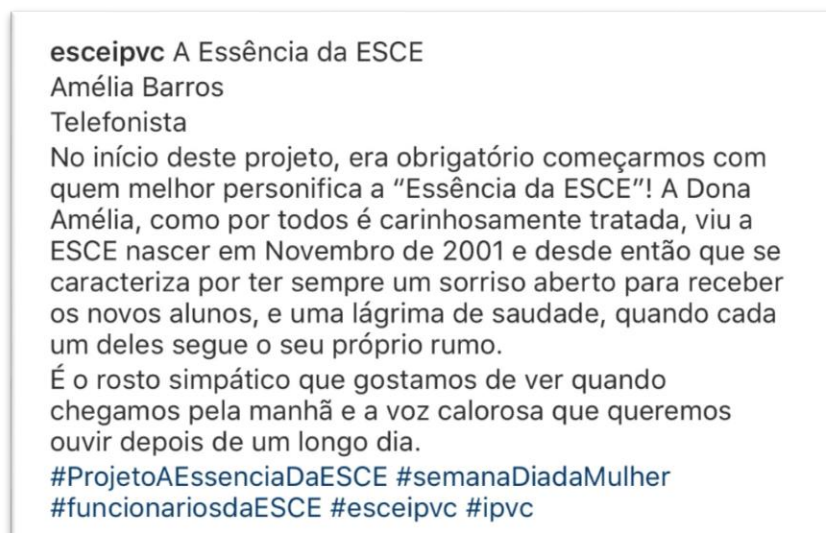 esceipvc A Essência da ESCE
Amélia Barros
Telefonista
No início deste projeto, era obrigatório começarmos com
quem melhor personifica a “Essência da ESCE”! A Dona
Amélia, como por todos é carinhosamente tratada, viu a
ESCE nascer em Novembro de 2001 e desde então que se
caracteriza por ter sempre um sorriso aberto para receber
os novos alunos, e uma lágrima de saudade, quando cada
um deles segue o seu próprio rumo.
É o rosto simpático que gostamos de ver quando
chegamos pela manhã e a voz calorosa que queremos
ouvir depois de um longo dia.
#ProjetoAEssenciaDaESCE #semanaDiadaMulher
#funcionariosdaESCE #esceipvc #ipvc